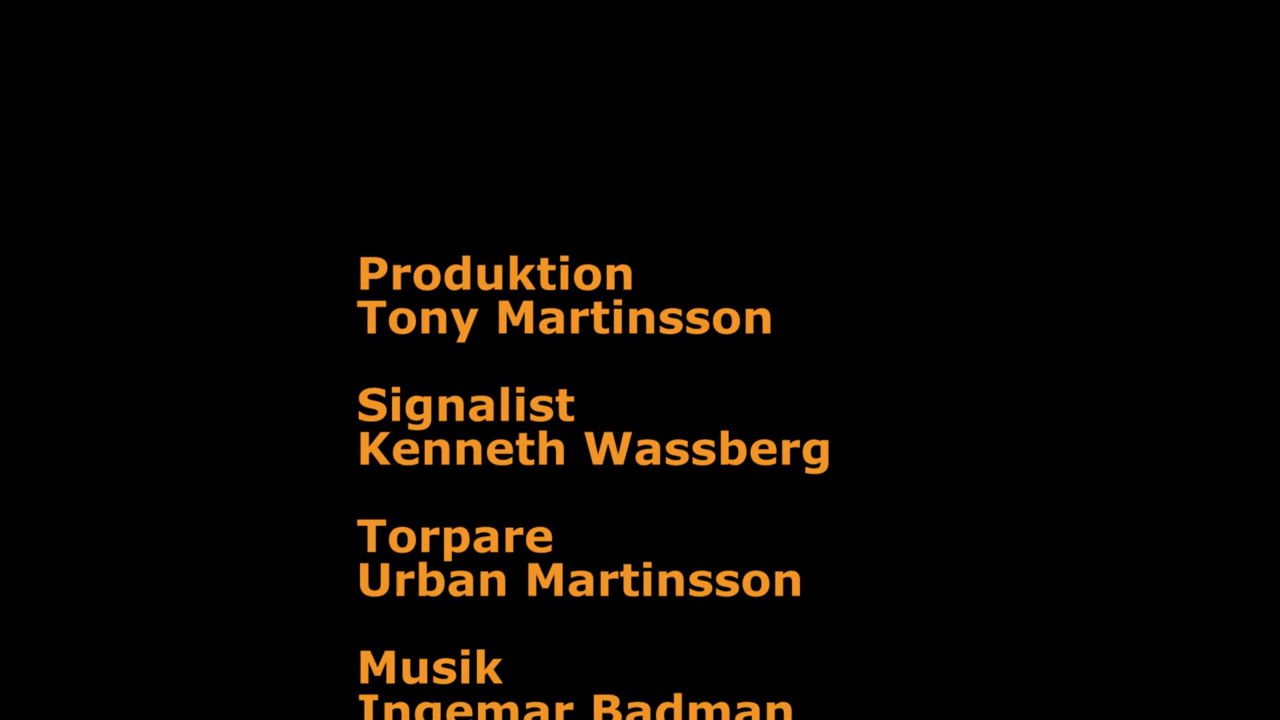 Produktion
Tony Martinsson
Signalist
Kenneth Wassberg
Torpare
Urban Martinsson
Musik
Ingemar Badman